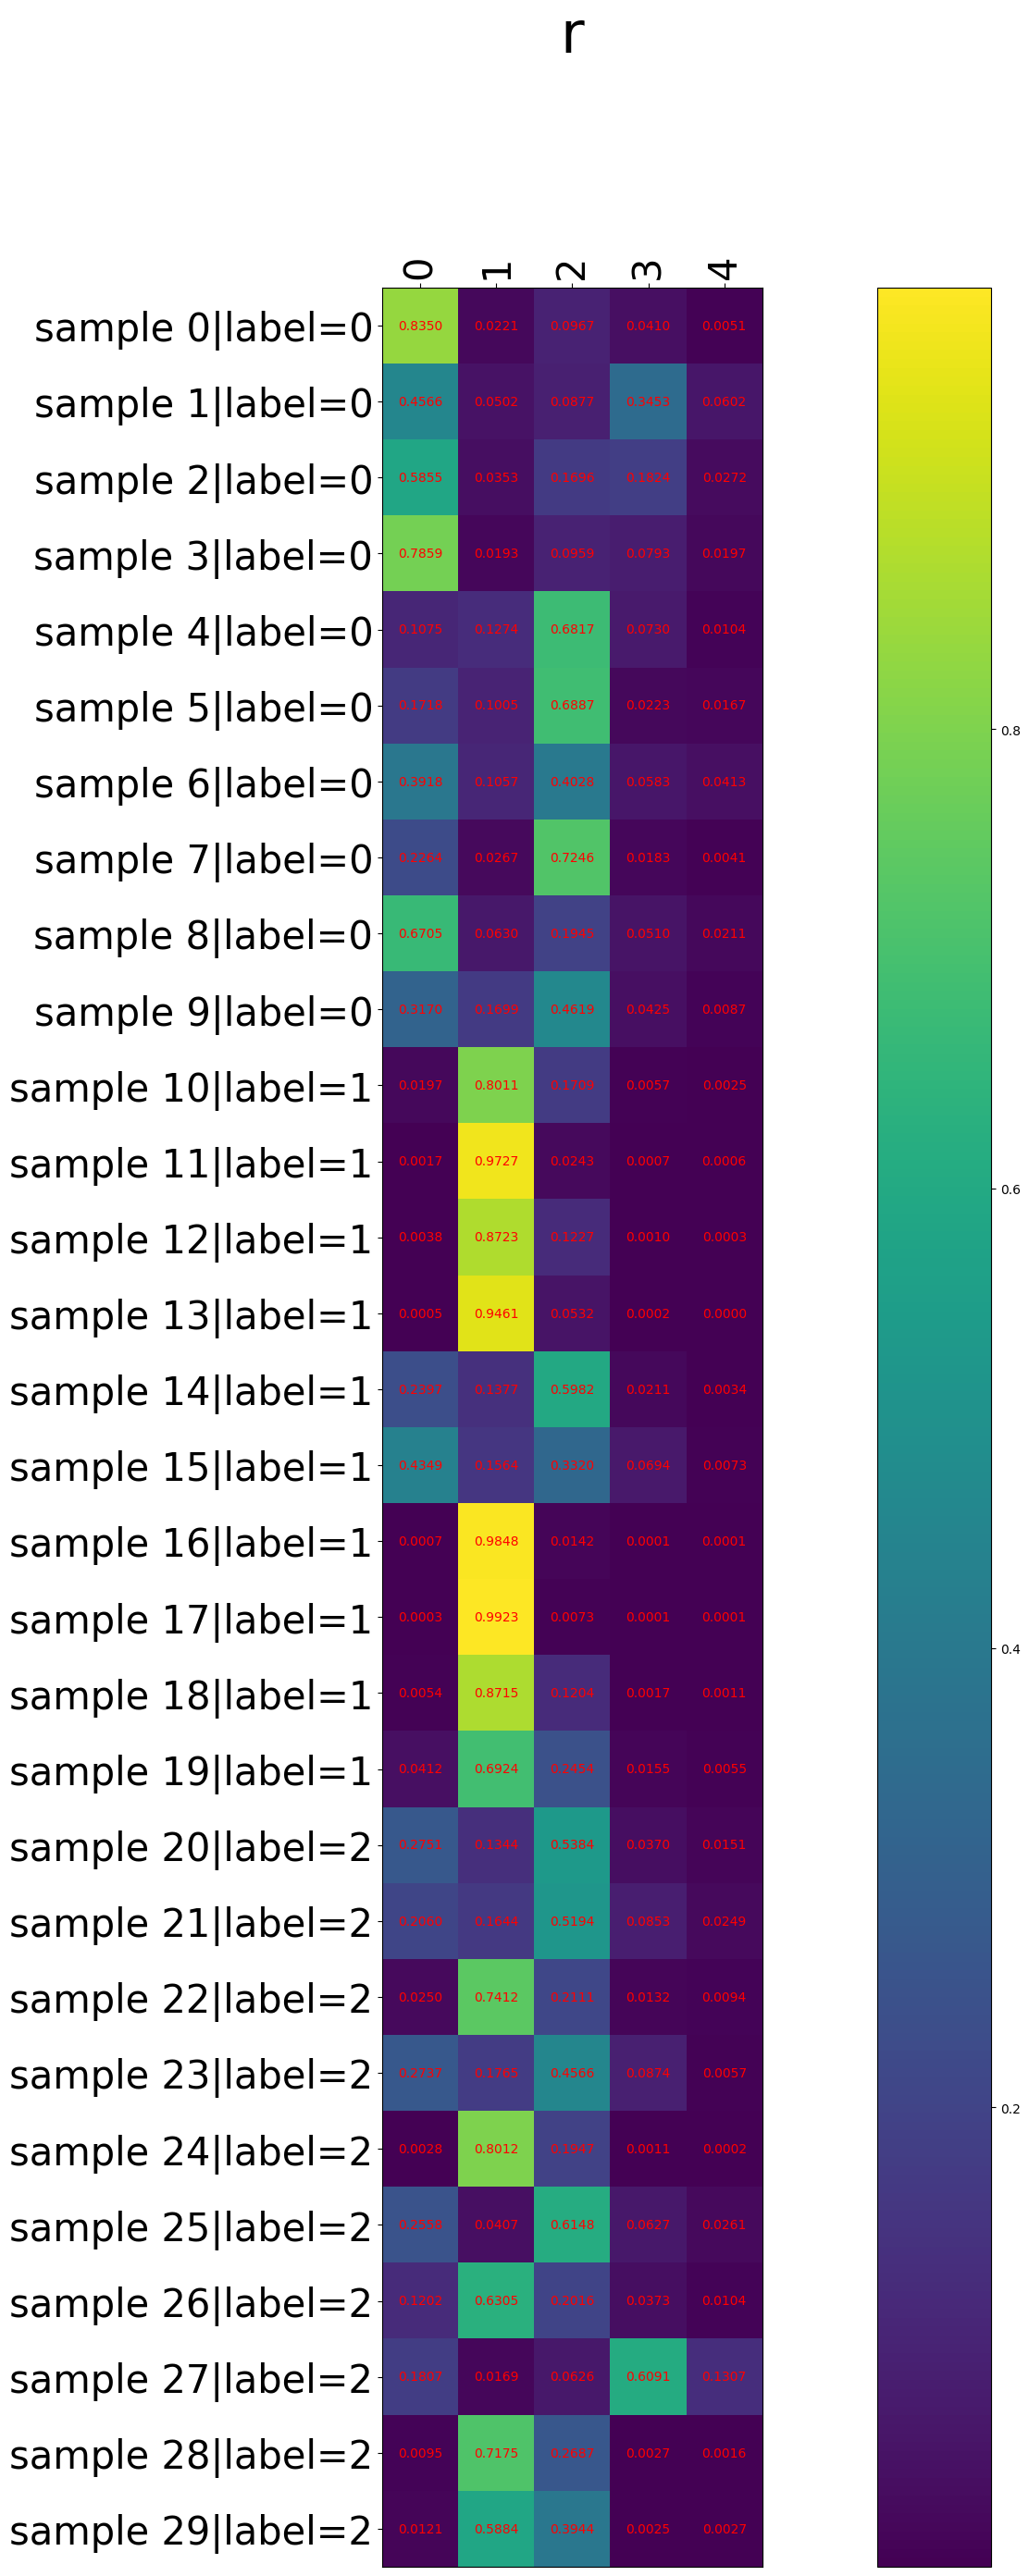 r
0 1 2 3 4
sample 0|label=0 0.8350 0.0221 0.0967 0.0410 0.0051
sample 1|label=0 0.4566 0.0502 0.0877 0.3453 0.0602
0.8
sample 2|label=0 0.5855 0.0353 0.1696 0.1824 0.0272
sample 3|label=0 0.7859 0.0193 0.0959 0.0793 0.0197
sample 4|label=0 0.1075 0.1274 0.6817 0.0730 0.0104
sample 5|label=0 0.1718 0.1005 0.6887 0.0223 0.0167
sample 6|label=0 0.3918 0.1057 0.4028 0.0583 0.0413
sample 7|label=0 0.2264 0.0267 0.7246 0.0183 0.0041
sample 8|label=0 0.6705 0.0630 0.1945 0.0510 0.0211
sample 9|label=0 0.3170 0.1699 0.4619 0.0425 0.0087
sample 10|label=1 0.0197 0.8011 0.1709 0.0057 0.0025
sample 11|label=1 0.0017 0.9727 0.0243 0.0007 0.0006
0.6
sample 12|label=1 0.0038 0.8723 0.1227 0.0010 0.0003
sample 13|label=1 0.0005 0.9461 0.0532 0.0002 0.0000
sample 14|label=1 0.2397 0.1377 0.5982 0.0211 0.0034
sample 15|label=1 0.4349 0.1564 0.3320 0.0694 0.0073
sample 16|label=1 0.0007 0.9848 0.0142 0.0001 0.0001
sample 17|label=1 0.0003 0.9923 0.0073 0.0001 0.0001
0.4
sample 18|label=1 0.0054 0.8715 0.1204 0.0017 0.0011
sample 19|label=1 0.0412 0.6924 0.2454 0.0155 0.0055
sample 20|label=2 0.2751 0.1344 0.5384 0.0370 0.0151
sample 21|label=2 0.2060 0.1644 0.5194 0.0853 0.0249
sample 22|label=2 0.0250 0.7412 0.2111 0.0132 0.0094
sample 23|label=2 0.2737 0.1765 0.4566 0.0874 0.0057
0.2
sample 24|label=2 0.0028 0.8012 0.1947 0.0011 0.0002
sample 25|label=2 0.2558 0.0407 0.6148 0.0627 0.0261
sample 26|label=2 0.1202 0.6305 0.2016 0.0373 0.0104
sample 27|label=2 0.1807 0.0169 0.0626 0.6091 0.1307
sample 28|label=2 0.0095 0.7175 0.2687 0.0027 0.0016
sample 29|label=2 0.0121 0.5884 0.3944 0.0025 0.0027